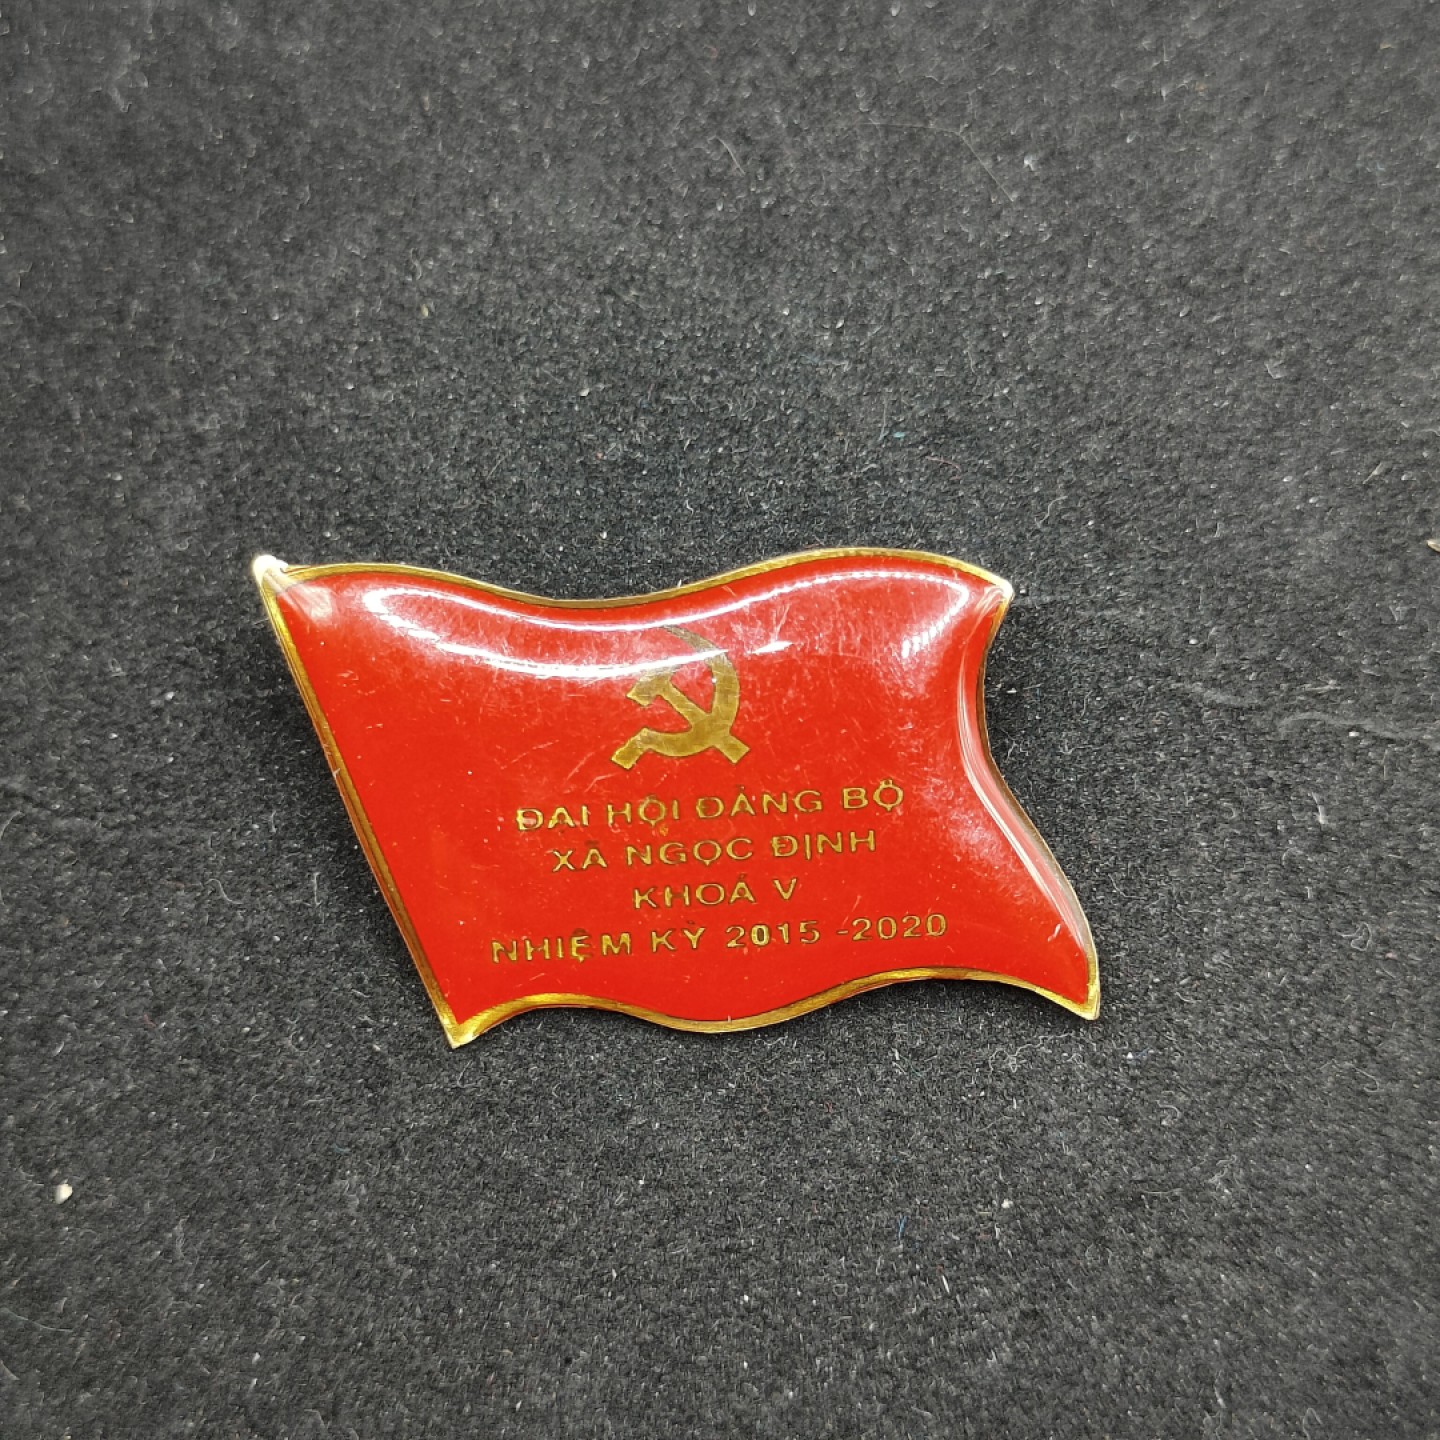 ĐẠI HỘI ĐẢNG BỘ
XÃ NGỌC ĐỊNH
KHOÁ V
NHIỆM KỲ 2015 -2020